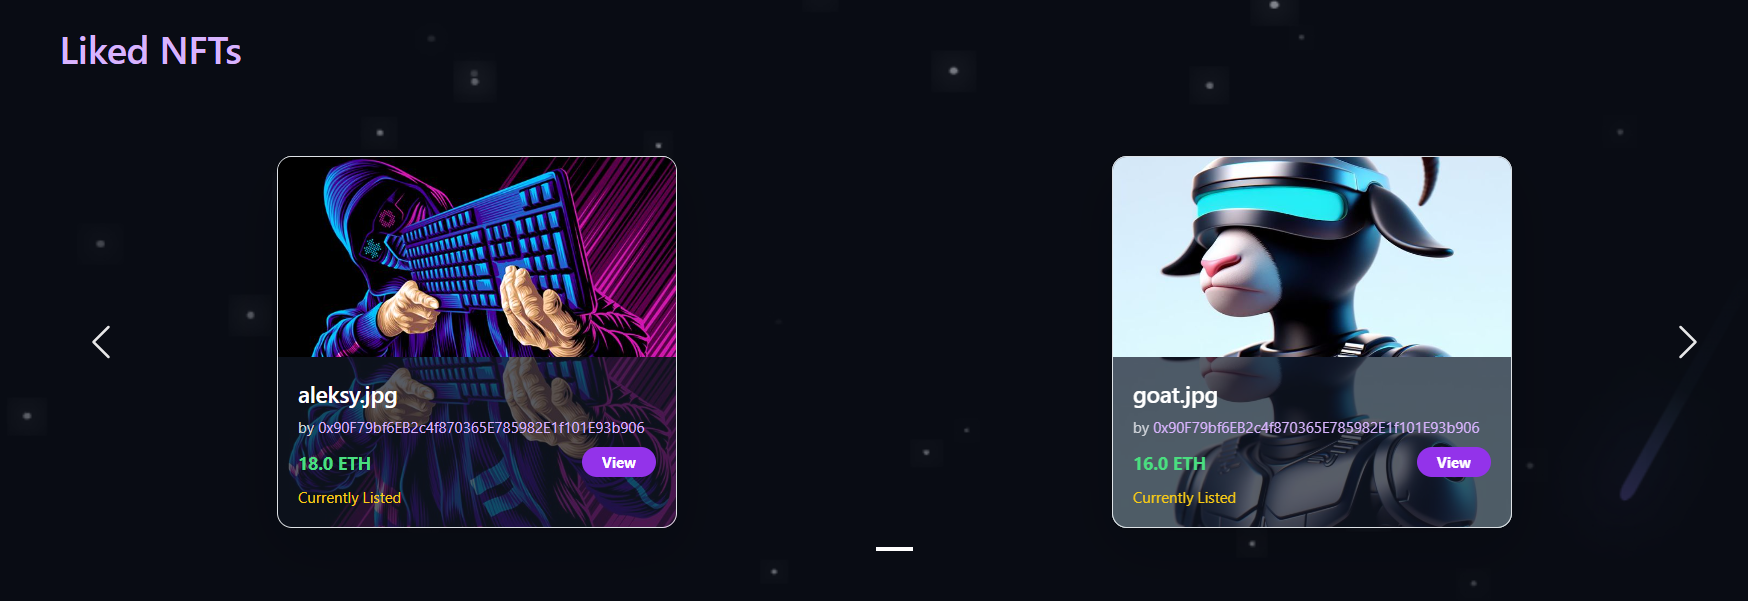 Liked NFTs
aleksy.jpg
by 0x90F79bf6EB2c4f870365E785982E1f101E93b906
18.0 ETH
View
Currently Listed
goat.jpg
by 0x90F79bf6EB2c4f870365E785982E1f101E93b906
16.0 ETH
View
Currently Listed